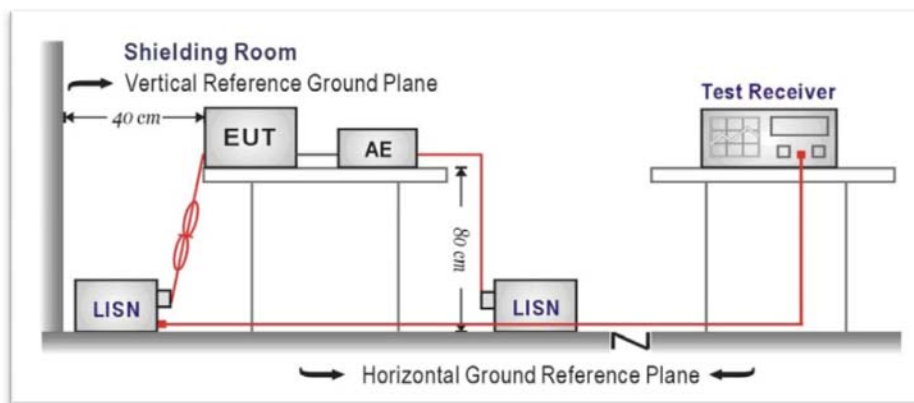 Shielding Room
Vertical Reference Ground Plane
40 cm
Test Receiver
EUT
AE
80 cm
LISN
LISN
Horizontal Ground Reference Plane